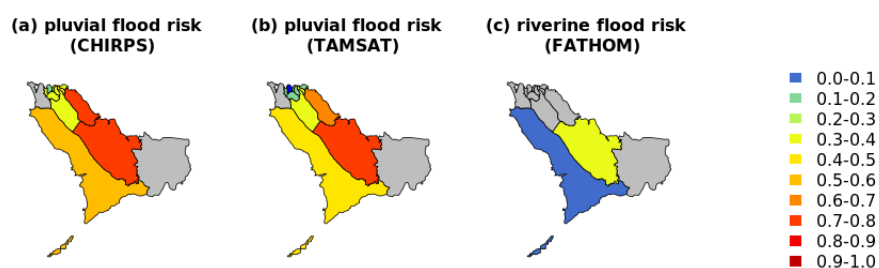 (a) pluvial flood risk
(CHIRPS)
(b) pluvial flood risk
(TAMSAT)
(c) riverine flood risk
(FATHOM)
0.0-0.1
0.1-0.2
0.2-0.3
0.3-0.4
0.4-0.5
0.5-0.6
0.6-0.7
0.7-0.8
0.8-0.9
0.9-1.0